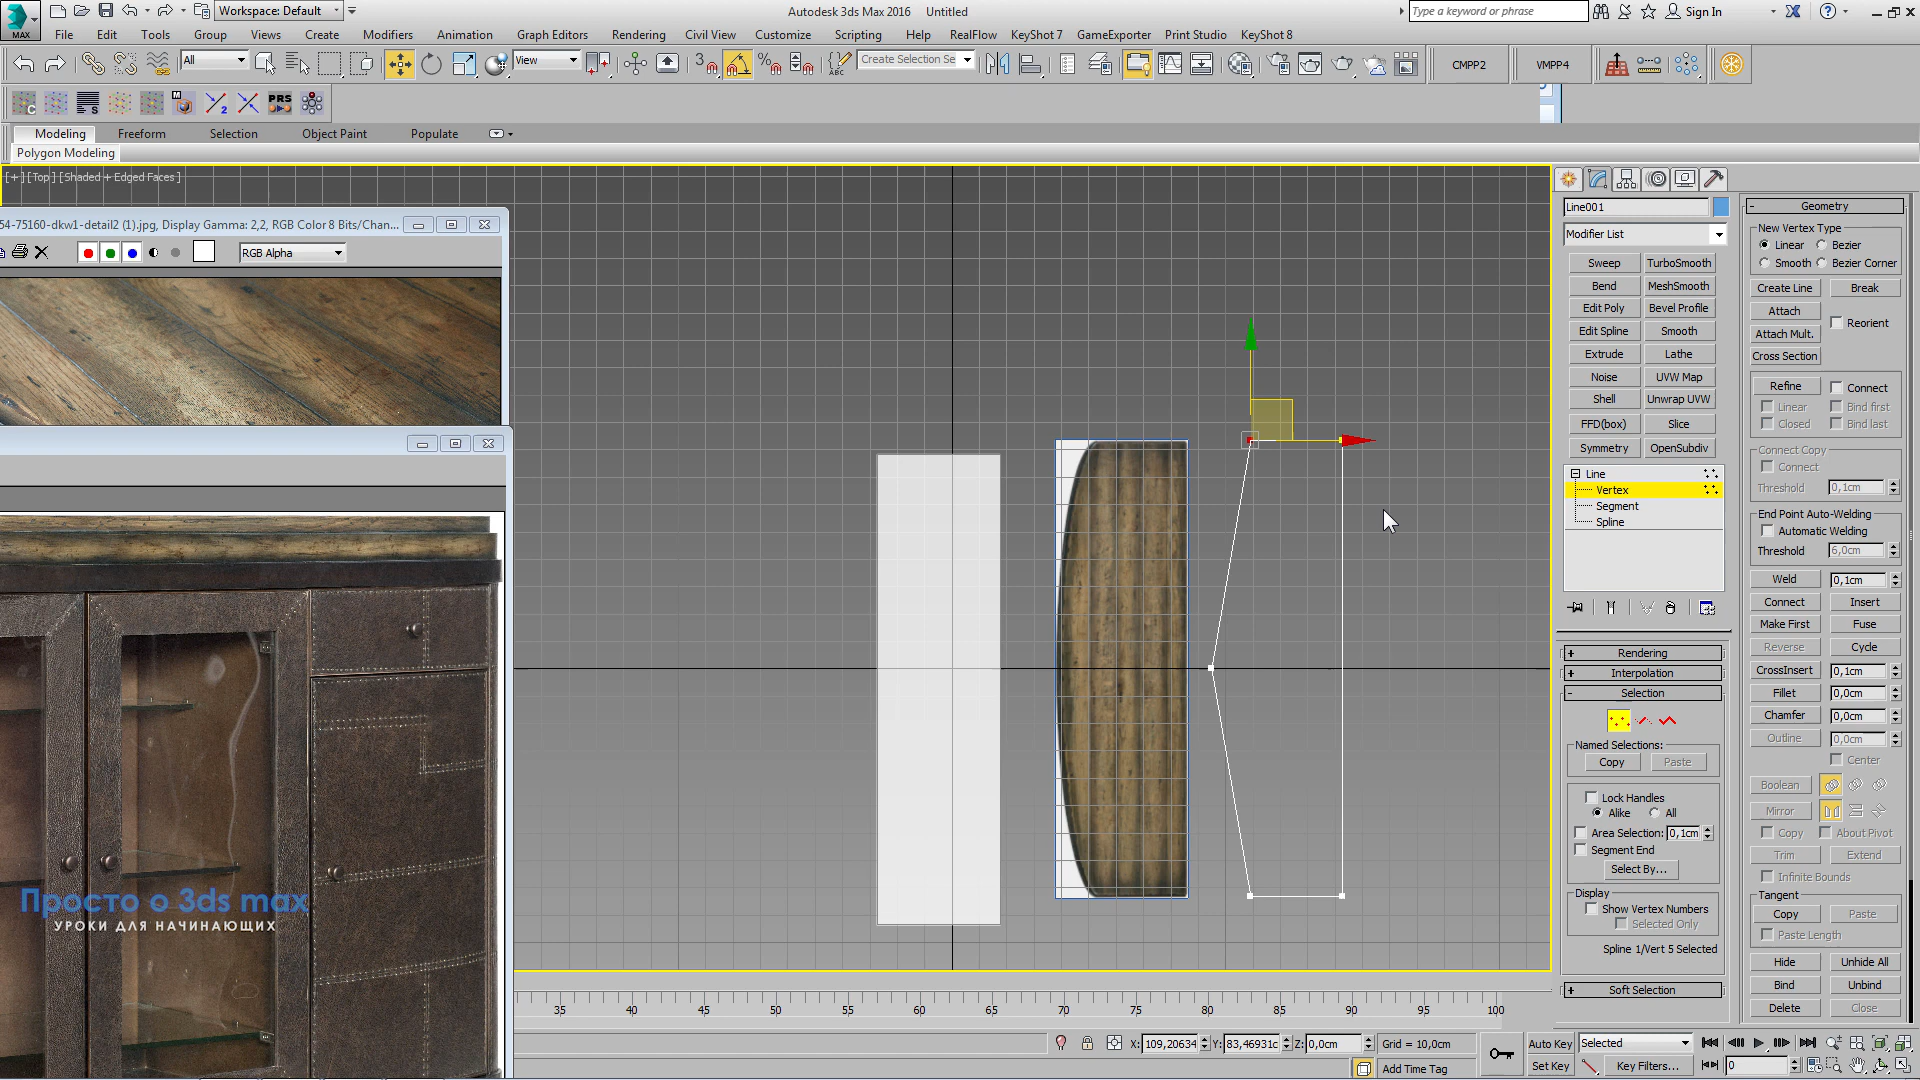 Workspace: Default
Autodesk 3ds Max 2016 Untitled
Type a keyword or phrase
Sign In
MAX
File Edit Tools Group Views Create Modifiers Animation Graph Editors Rendering Civil View Customize Scripting Help RealFlow KeyShot 7 GameExporter Print Studio KeyShot 8
All
View
3
ABC
Create Selection Se
CMPP2
VMPP4
PRS
Modeling Freeform Selection Object Paint Populate
Polygon Modeling
[+] [Top] [Shaded + Edged Faces]
54-75160-dkw1-detail2 (1).jpg, Display Gamma: 2,2, RGB Color 8 Bits/Chan...
RGB Alpha
Просто о 3ds max
УРОКИ ДЛЯ НАЧИНАЮЩИХ
Line001
Modifier List
Sweep TurboSmooth
Bend MeshSmooth
Edit Poly Bevel Profile
Edit Spline Smooth
Extrude Lathe
Noise UVW Map
Shell Unwrap UVW
FFD(box) Slice
Symmetry OpenSubdiv
Line
Vertex
Segment
Spline
+ Rendering
+ Interpolation
- Selection
Named Selections:
Copy Paste
Lock Handles
Alike All
Area Selection: 0,1cm
Segment End
Select By...
Display
Show Vertex Numbers
Selected Only
Spline 1/Vert 5 Selected
+ Soft Selection
- Geometry
New Vertex Type
Linear Bezier
Smooth Bezier Corner
Create Line Break
Attach
Reorient
Attach Mult.
Cross Section
Refine Connect
Linear Bind first
Closed Bind last
Connect Copy
Connect
Threshold 0,1cm
End Point Auto-Welding
Automatic Welding
Threshold 6,0cm
Weld 0,1cm
Connect Insert
Make First Fuse
Reverse Cycle
CrossInsert 0,1cm
Fillet 0,0cm
Chamfer 0,0cm
Outline 0,0cm
Center
Boolean
Mirror
Copy About Pivot
Trim Extend
Infinite Bounds
Tangent
Copy Paste
Paste Length
Hide Unhide All
Bind Unbind
Delete Close
35 40 45 50 55 60 65 70 75 80 85 90 95 100
X: 109,20634 Y: 83,46931c Z: 0,0cm Grid = 10,0cm
Add Time Tag
Auto Key Selected
Set Key Key Filters...
0